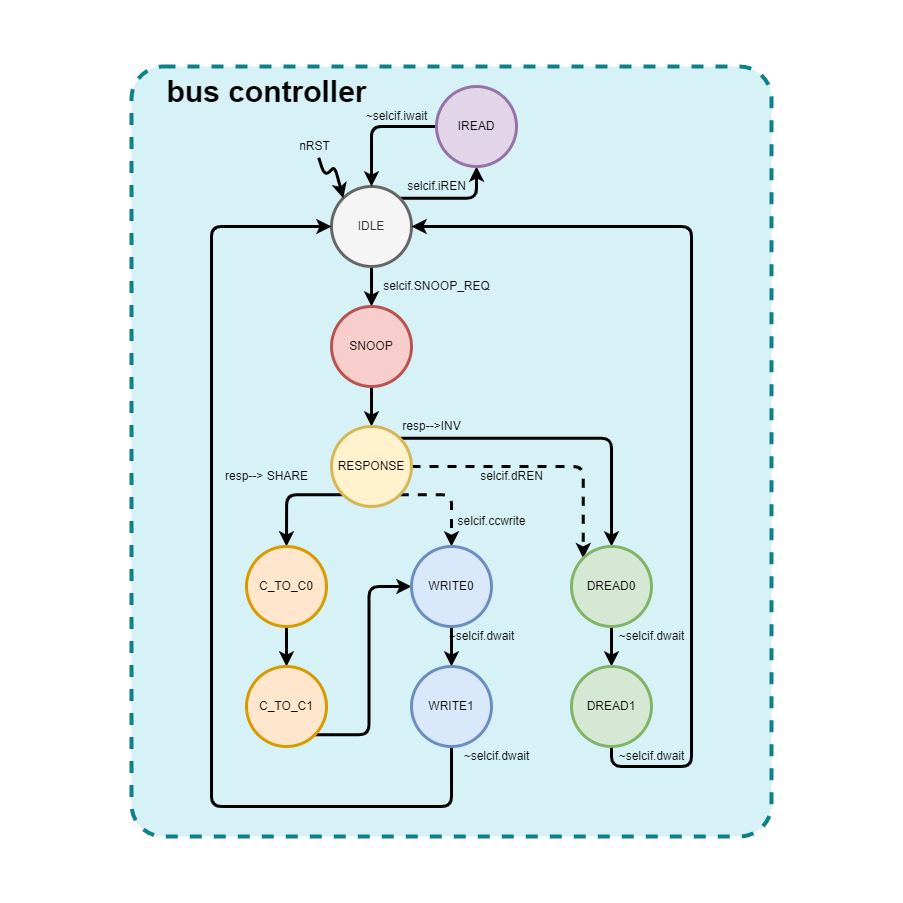 bus controller
~selcif.iwait
IREAD
nRST
selcif.iREN
IDLE
selcif.SNOOP_REQ
SNOOP
resp-->INV
RESPONSE
resp--> SHARE
selcif.dREN
selcif.ccwrite
C_TO_C0
WRITE0
DREAD0
~selcif.dwait
~selcif.dwait
C_TO_C1
WRITE1
DREAD1
~selcif.dwait
~selcif.dwait